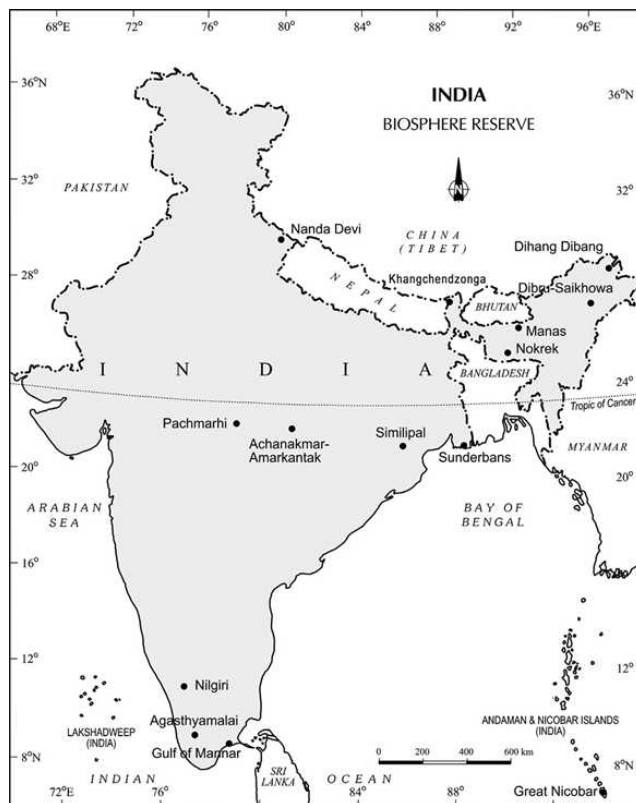 68°E
72°
76°
80°
84°
88°
92°
96°
36°N
36°N
INDIA
BIOSPHERE RESERVE
N
32°
32°
PAKISTAN
Nanda Devi
CHINA
(TIBET)
Dihang Dibang
28°
28°
NEPAL
Khangchendzonga
Dibru-Saikhowa
BHUTAN
Manas
Nokrek
INDIA
BANGLADESH
24°
24°
Tropic of Cancer
Pachmarhi
Achanakmar-
Amarkantak
Similipal
Sunderbans
MYANMAR
20°
20°
ARABIAN
SEA
BAY OF
BENGAL
16°
16°
12°
12°
Nilgiri
Agasthyamalai
Gulf of Mannar
LAKSHADWEEP
(INDIA)
ANDAMAN & NICOBAR ISLANDS
(INDIA)
0 200 400 600 km
8°N
8°N
SRI
LANKA
Great Nicobar
INDIAN OCEAN
72°E
76°
80°
84°
88°